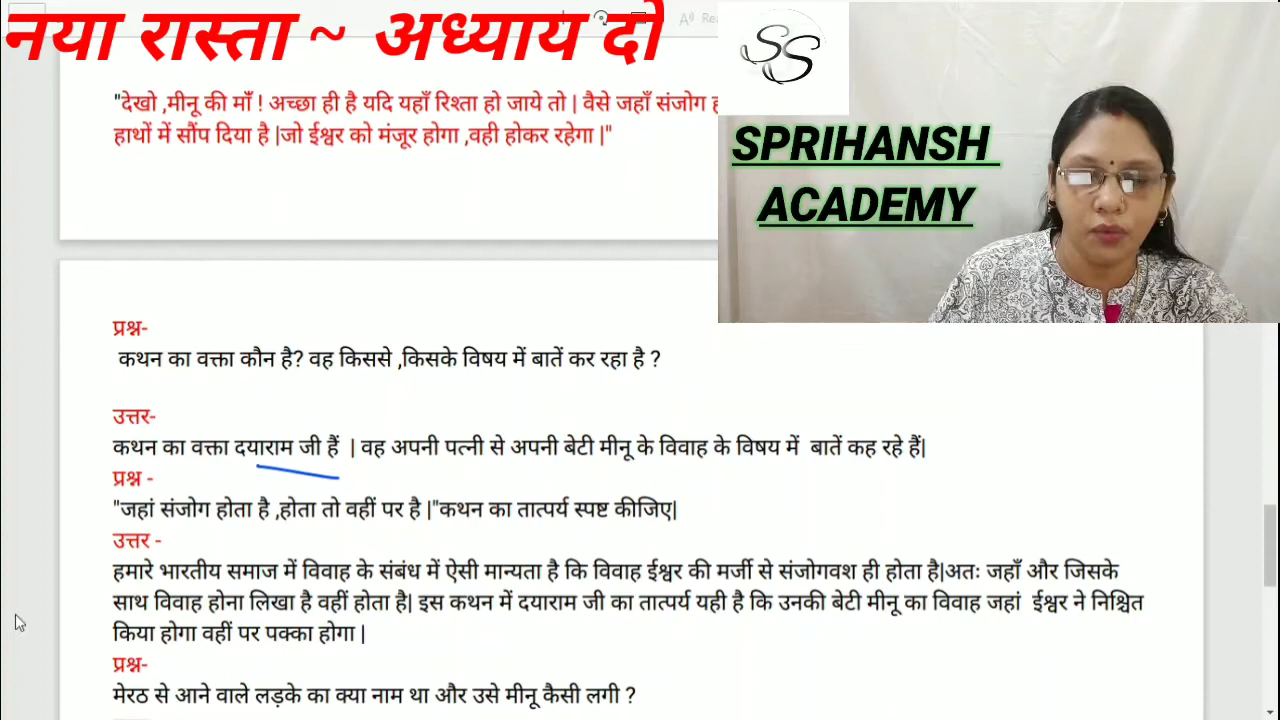 नया रास्ता ~ अध्याय दो
SS
SPRIHANSH
ACADEMY
"देखो ,मीनू की माँ ! अच्छा ही है यदि यहाँ रिश्ता हो जाये तो | वैसे जहाँ संजोग
हाथों में सौंप दिया है |जो ईश्वर को मंजूर होगा ,वही होकर रहेगा |"
प्रश्न-
कथन का वक्ता कौन है? वह किससे ,किसके विषय में बातें कर रहा है ?
उत्तर-
कथन का वक्ता दयाराम जी हैं | वह अपनी पत्नी से अपनी बेटी मीनू के विवाह के विषय में बातें कह रहे हैं|
प्रश्न -
"जहां संजोग होता है ,होता तो वहीं पर है |"कथन का तात्पर्य स्पष्ट कीजिए|
उत्तर -
हमारे भारतीय समाज में विवाह के संबंध में ऐसी मान्यता है कि विवाह ईश्वर की मर्जी से संजोगवश ही होता है|अतः जहाँ और जिसके
साथ विवाह होना लिखा है वहीं होता है| इस कथन में दयाराम जी का तात्पर्य यही है कि उनकी बेटी मीनू का विवाह जहां ईश्वर ने निश्चित
किया होगा वहीं पर पक्का होगा |
प्रश्न-
मेरठ से आने वाले लड़के का क्या नाम था और उसे मीनू कैसी लगी ?